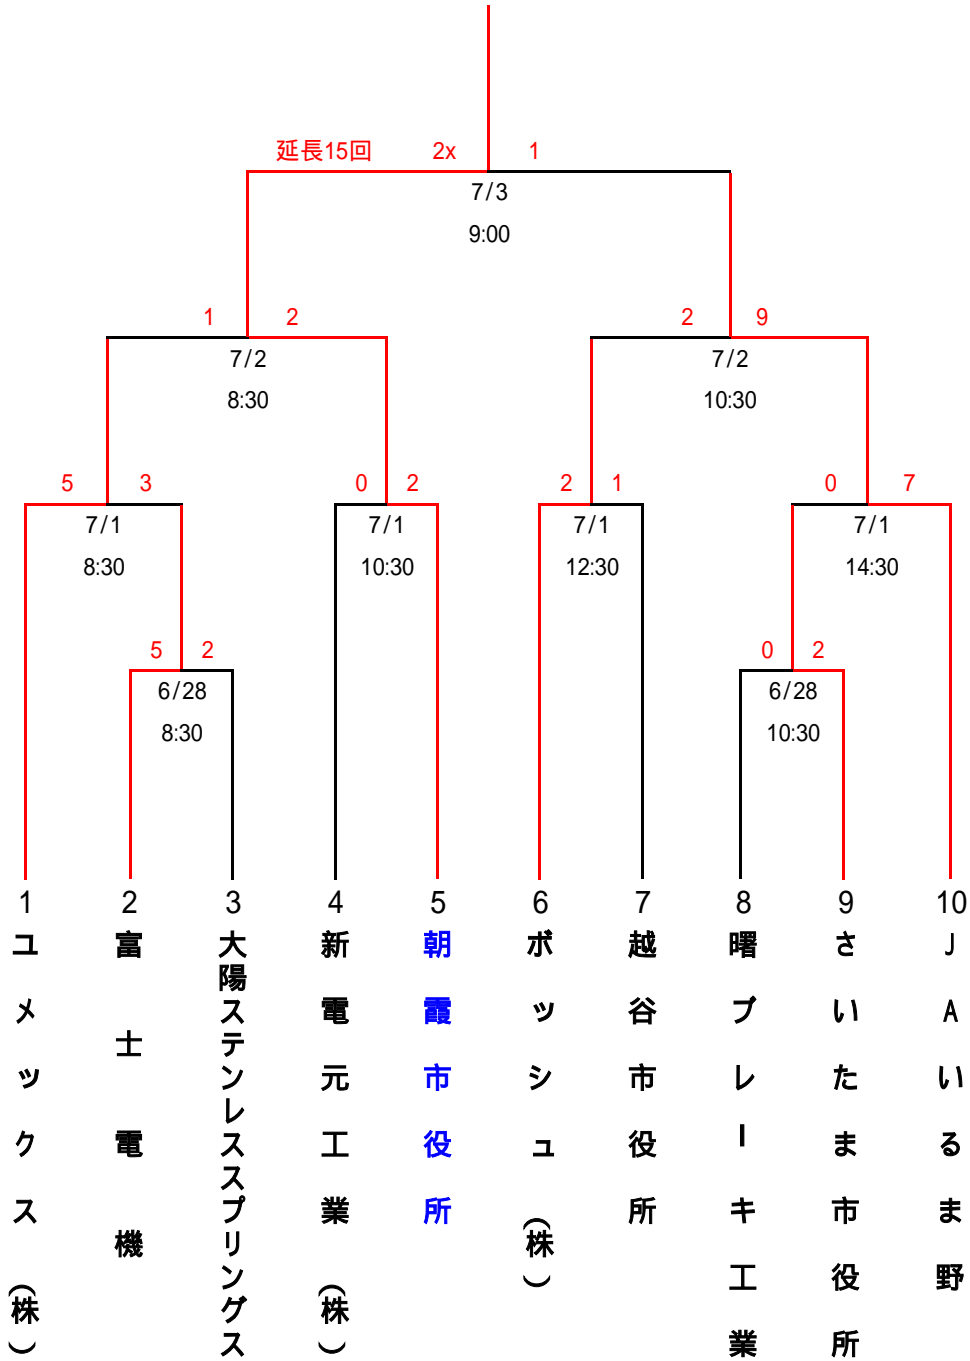 延長15回 2x 1
7/3
9:00
1 2 2 9
7/2 7/2
8:30 10:30
5 3 0 2 2 1 0 7
7/1 7/1 7/1 7/1
8:30 10:30 12:30 14:30
5 2 0 2
6/28 6/28
8:30 10:30
1 2 3 4 5 6 7 8 9 10
ユメックス(株)
富士電機
大陽ステンレススプリングス
新電元工業(株)
朝霞市役所
ボッシュ(株)
越谷市役所
曙ブレーキ工業
さいたま市役所
JAいるま野